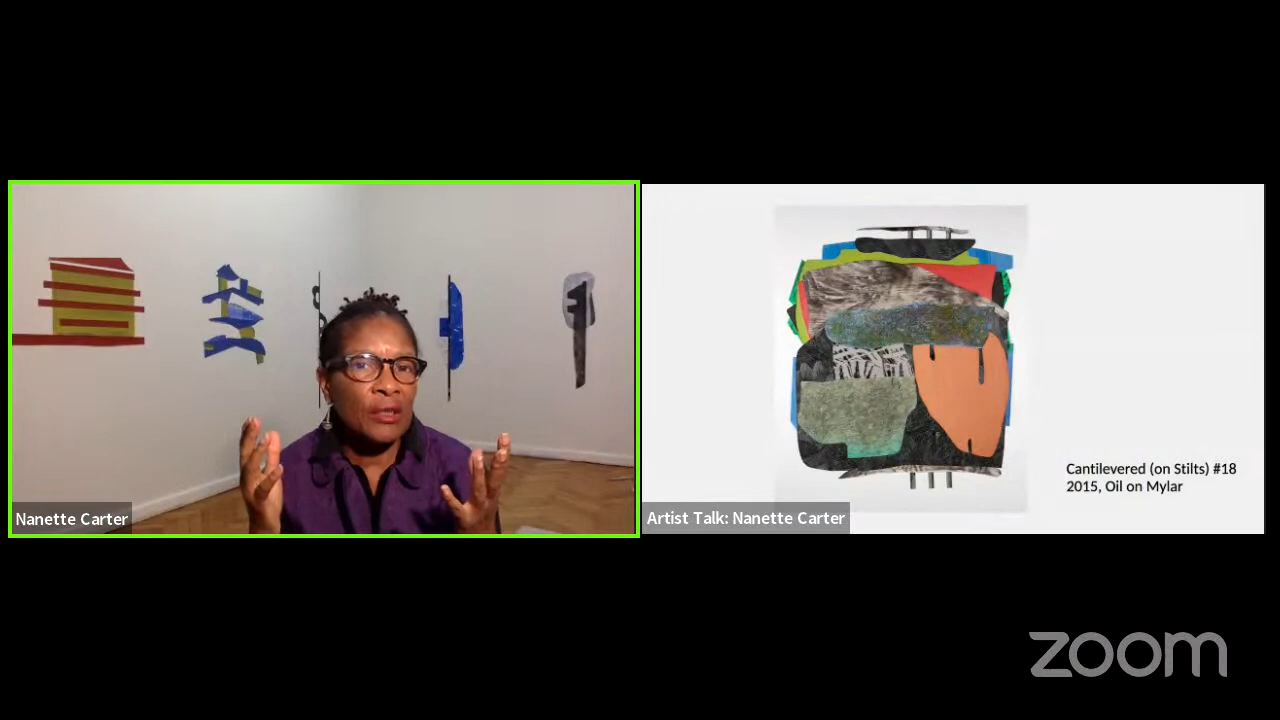 Nanette Carter
Cantilevered (on Stilts) #18
2015, Oil on Mylar
Artist Talk: Nanette Carter
zoom